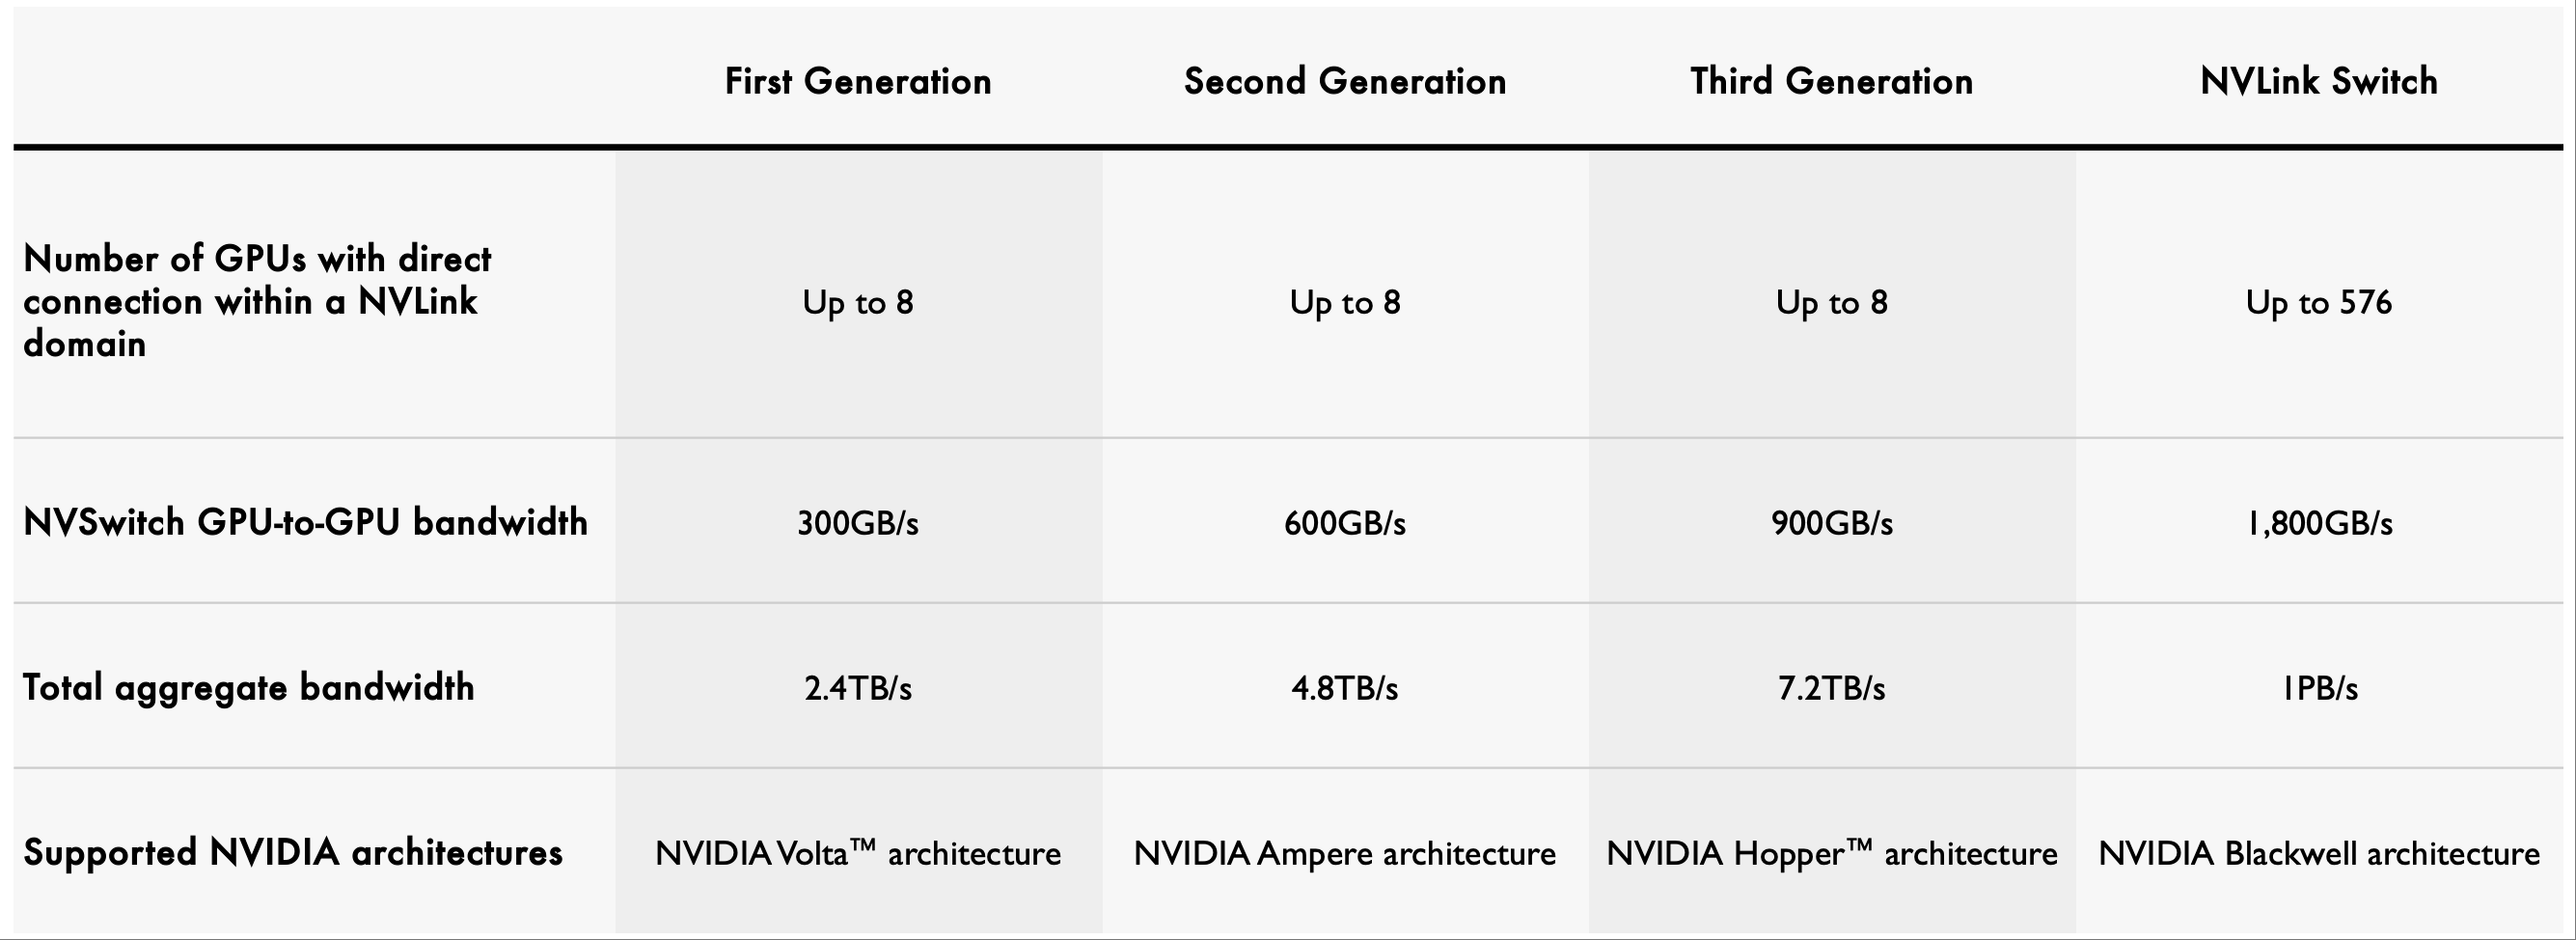 First Generation Second Generation Third Generation NVLink Switch
Number of GPUs with direct
connection within a NVLink
domain
Up to 8 Up to 8 Up to 8 Up to 576
NVSwitch GPU-to-GPU bandwidth 300GB/s 600GB/s 900GB/s 1,800GB/s
Total aggregate bandwidth 2.4TB/s 4.8TB/s 7.2TB/s 1PB/s
Supported NVIDIA architectures NVIDIA Volta™ architecture NVIDIA Ampere architecture NVIDIA Hopper™ architecture NVIDIA Blackwell architecture